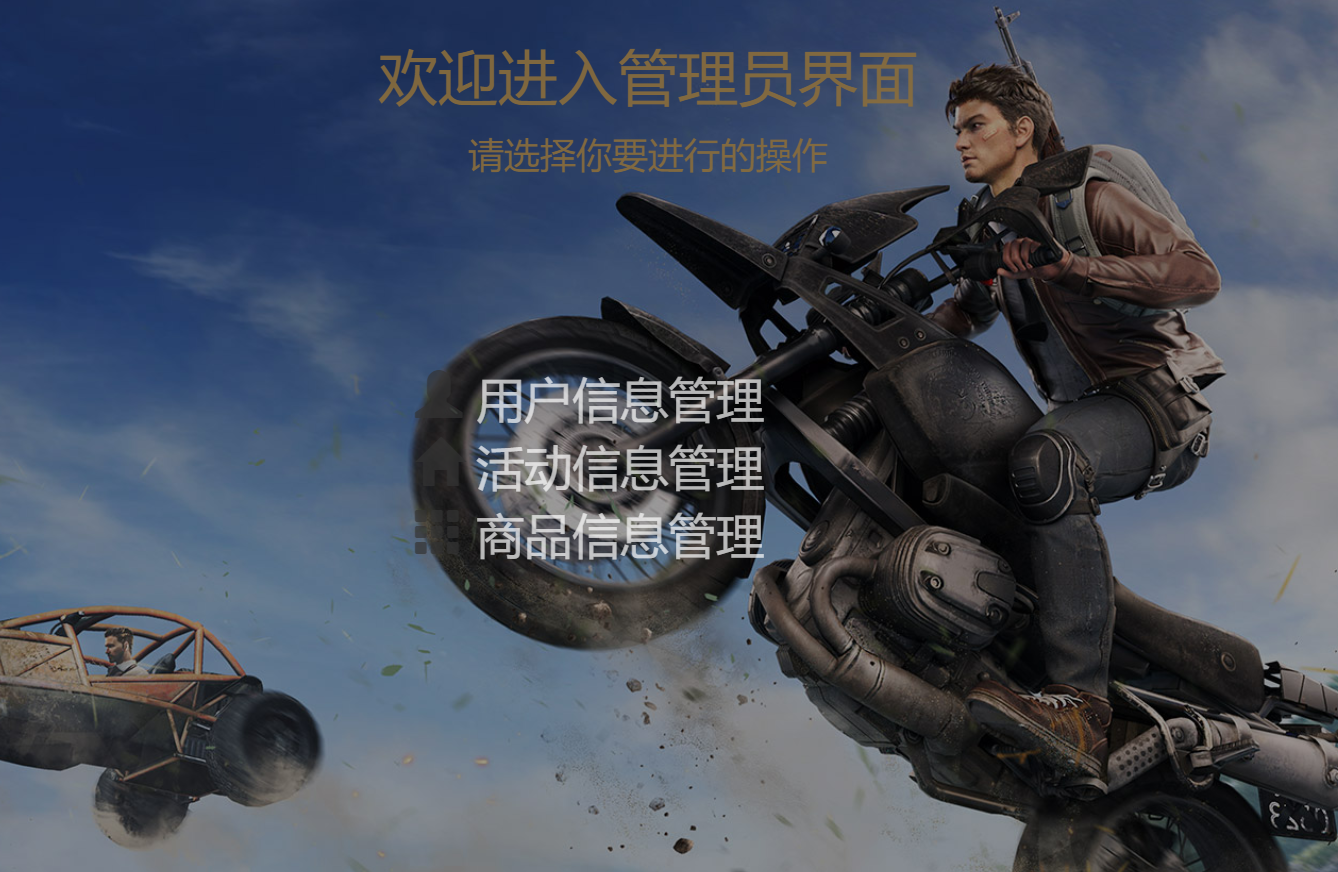 欢迎进入管理员界面
请选择你要进行的操作
用户信息管理
活动信息管理
商品信息管理